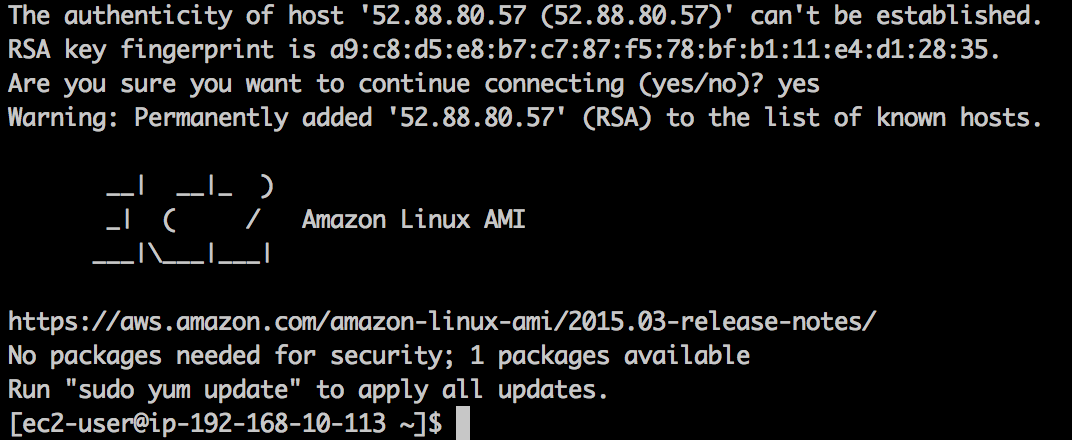 The authenticity of host '52.88.80.57 (52.88.80.57)' can't be established.
RSA key fingerprint is a9:c8:d5:e8:b7:c7:87:f5:78:bf:b1:11:e4:d1:28:35.
Are you sure you want to continue connecting (yes/no)? yes
Warning: Permanently added '52.88.80.57' (RSA) to the list of known hosts.

       __|  __|_  )
       _|  (     /   Amazon Linux AMI
      ___|\___|___|

https://aws.amazon.com/amazon-linux-ami/2015.03-release-notes/
No packages needed for security; 1 packages available
Run "sudo yum update" to apply all updates.
[ec2-user@ip-192-168-10-113 ~]$